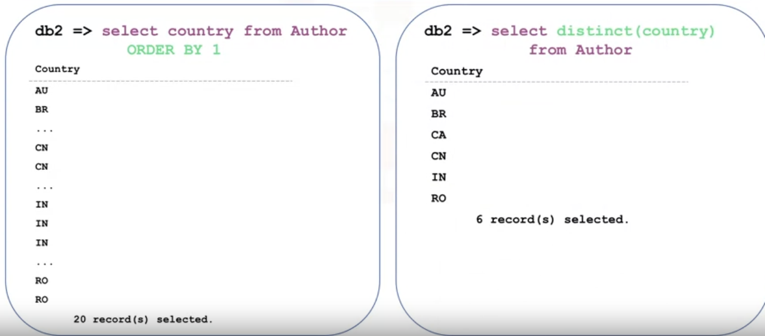 db2 => select country from Author
ORDER BY 1
Country
AU
BR
...
CN
CN
...
IN
IN
IN
...
RO
RO
20 record(s) selected.
db2 => select distinct(country)
from Author
Country
AU
BR
CA
CN
IN
RO
6 record(s) selected.